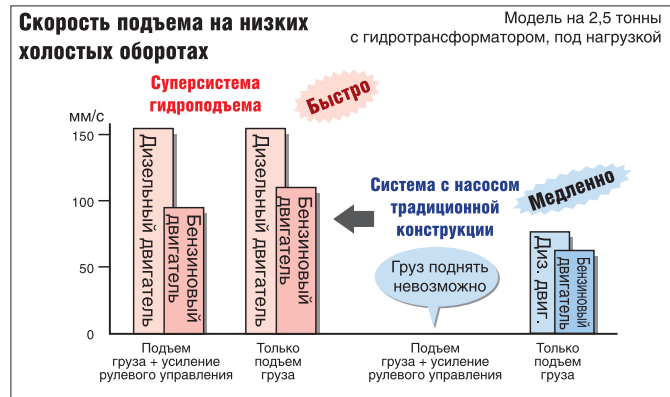 Скорость подъема на низких
холостых оборотах
Модель на 2,5 тонны
с гидротрансформатором, под нагрузкой
Суперсистема
гидроподъема
Быстро
мм/с
150
100
50
0
Дизельный двигатель
Бензиновый
двигатель
Дизельный двигатель
Бензиновый
двигатель
Система с насосом
традиционной
конструкции
Медленно
Груз поднять
невозможно
Диз. двиг.
Бензиновый
двигатель
Подъем
груза + усиление
рулевого управления
Только
подъем
груза
Подъем
груза + усиление
рулевого управления
Только
подъем
груза